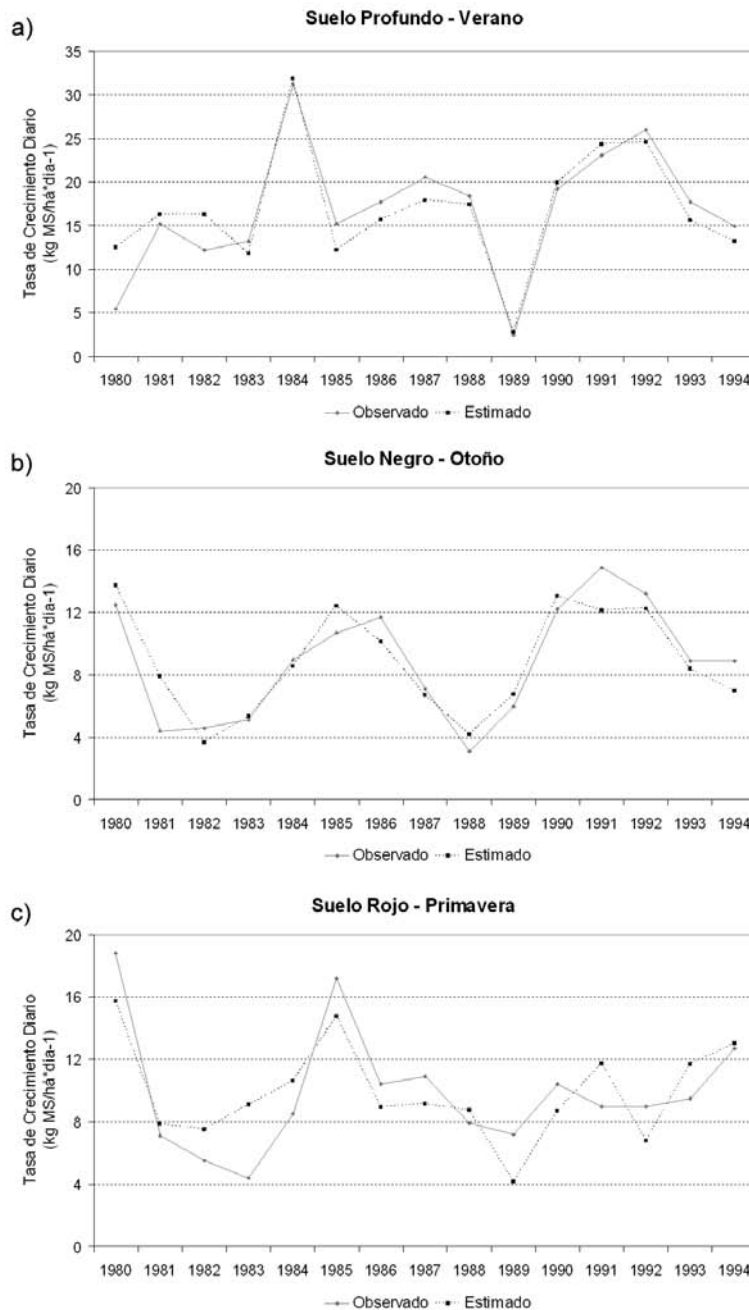 a)
Suelo Profundo - Verano
Tasa de Crecimiento Diario
(kg MS/há*día-1)
35
30
25
20
15
10
5
0
1980 1981 1982 1983 1984 1985 1986 1987 1988 1989 1990 1991 1992 1993 1994
Observado Estimado
b)
Suelo Negro - Otoño
Tasa de Crecimiento Diario
(kg MS/há*día-1)
20
16
12
8
4
0
1980 1981 1982 1983 1984 1985 1986 1987 1988 1989 1990 1991 1992 1993 1994
Observado Estimado
c)
Suelo Rojo - Primavera
Tasa de Crecimiento Diario
(kg MS/há*día-1)
20
16
12
8
4
0
1980 1981 1982 1983 1984 1985 1986 1987 1988 1989 1990 1991 1992 1993 1994
Observado Estimado